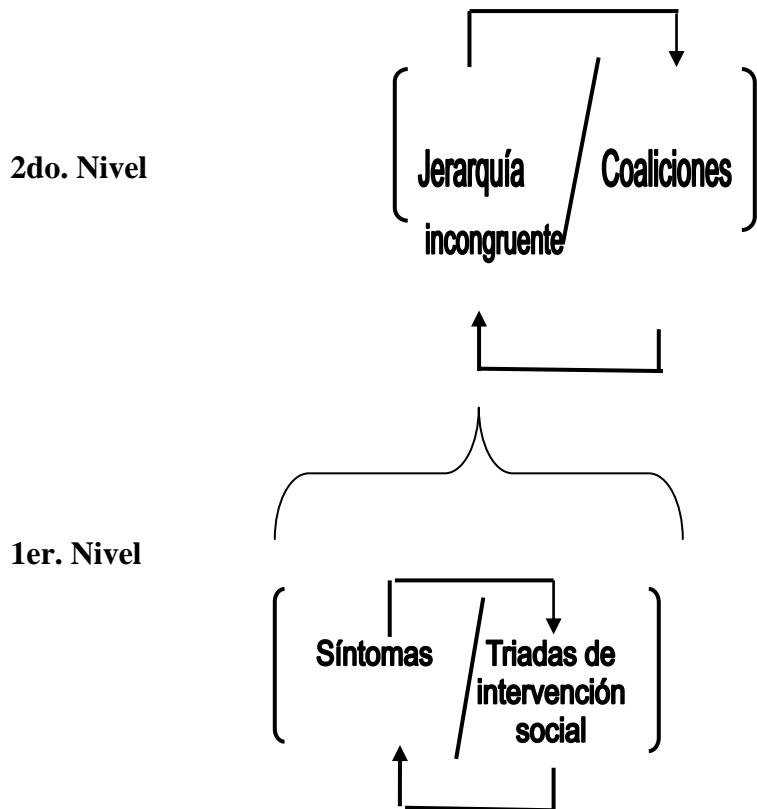 2do. Nivel
Jerarquía
incongruente
Coaliciones
1er. Nivel
Síntomas
Triadas de
intervención
social